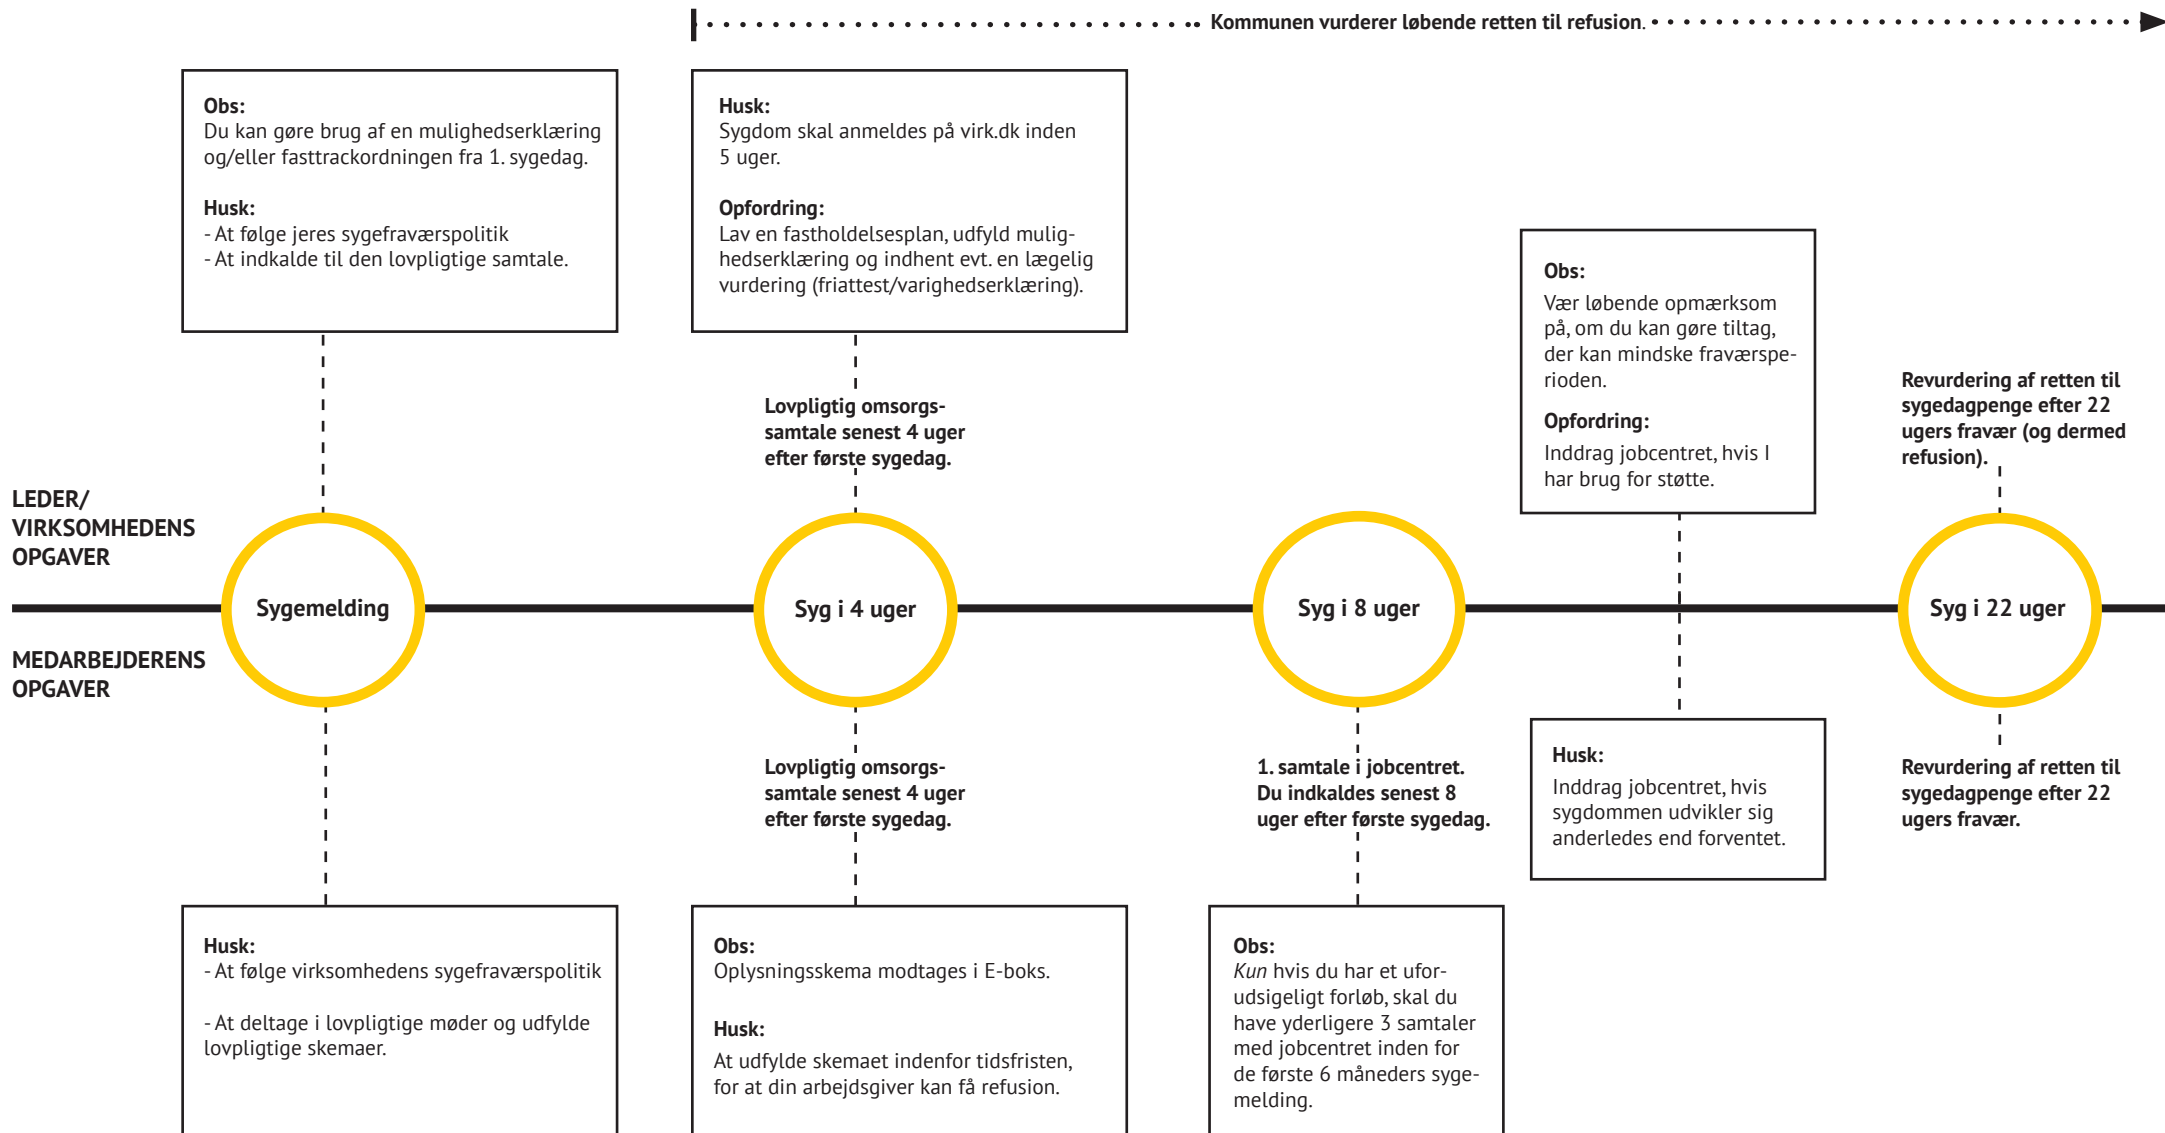 Kommunen vurderer løbende retten til refusion.
Obs:
Du kan gøre brug af en mulighedserklæring
og/eller fasttrackordningen fra 1. sygedag.
Husk:
- At følge jeres sygefraværspolitik
- At indkalde til den lovpligtige samtale.
Husk:
Sygdom skal anmeldes på virk.dk inden
5 uger.
Opfordring:
Lav en fastholdelsesplan, udfyld mulig-
hedserklæring og indhent evt. en lægelig
vurdering (friattest/varighedserklæring).
Obs:
Vær løbende opmærksom
på, om du kan gøre tiltag,
der kan mindske fraværspe-
rioden.
Opfordring:
Inddrag jobcentret, hvis I
har brug for støtte.
Lovpligtig omsorgs-
samtale senest 4 uger
efter første sygedag.
Revurdering af retten til
sygedagpenge efter 22
ugers fravær (og dermed
refusion).
LEDER/
VIRKSOMHEDENS
OPGAVER
Sygemelding
Syg i 4 uger
Syg i 8 uger
Syg i 22 uger
MEDARBEJDERENS
OPGAVER
Lovpligtig omsorgs-
samtale senest 4 uger
efter første sygedag.
1. samtale i jobcentret.
Du indkaldes senest 8
uger efter første sygedag.
Husk:
Inddrag jobcentret, hvis
sygdommen udvikler sig
anderledes end forventet.
Revurdering af retten til
sygedagpenge efter 22
ugers fravær.
Husk:
- At følge virksomhedens sygefraværspolitik
- At deltage i lovpligtige møder og udfylde
lovpligtige skemaer.
Obs:
Oplysningsskema modtages i E-boks.
Husk:
At udfylde skemaet indenfor tidsfristen,
for at din arbejdsgiver kan få refusion.
Obs:
Kun hvis du har et ufor-
udsigeligt forløb, skal du
have yderligere 3 samtaler
med jobcentret inden for
de første 6 måneders syge-
melding.